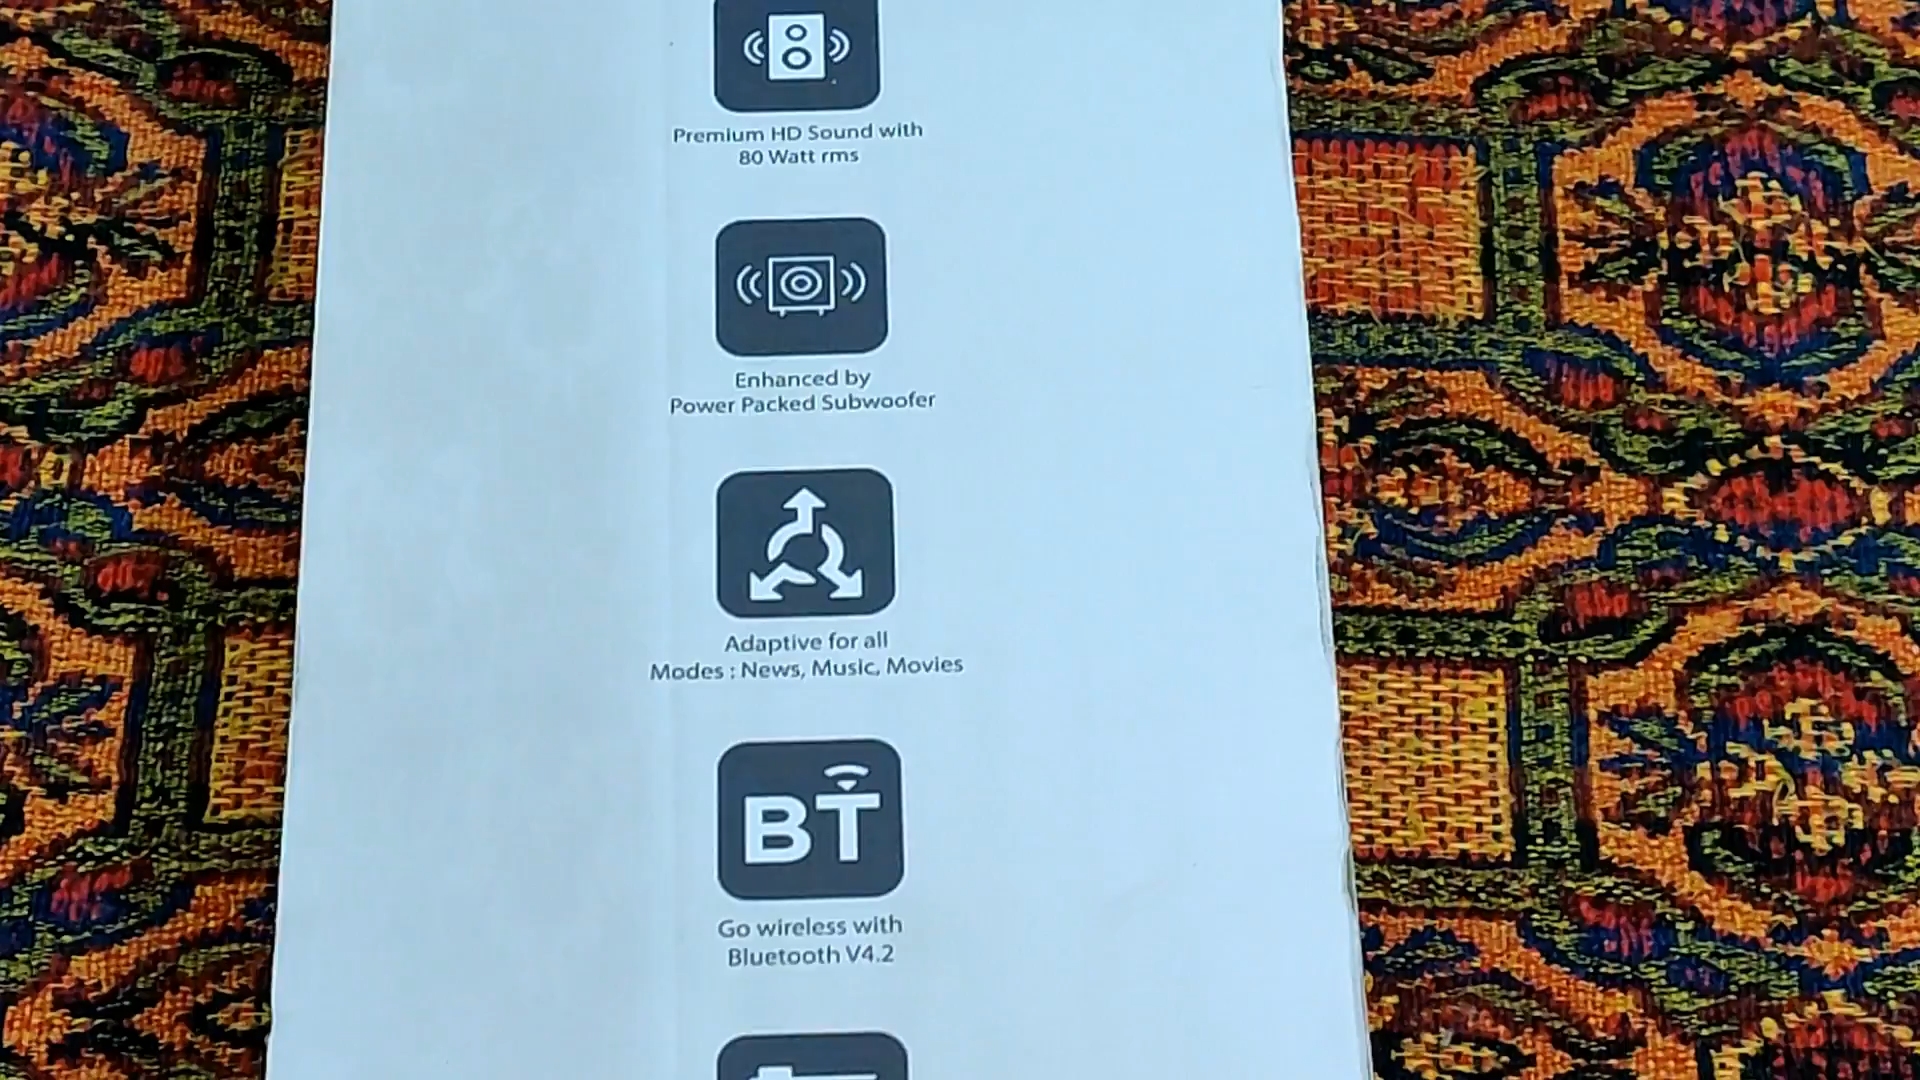 Premium HD Sound with
80 Watt rms
Enhanced by
Power Packed Subwoofer
Adaptive for all
Modes : News, Music, Movies
BT
Go wireless with
Bluetooth V4.2